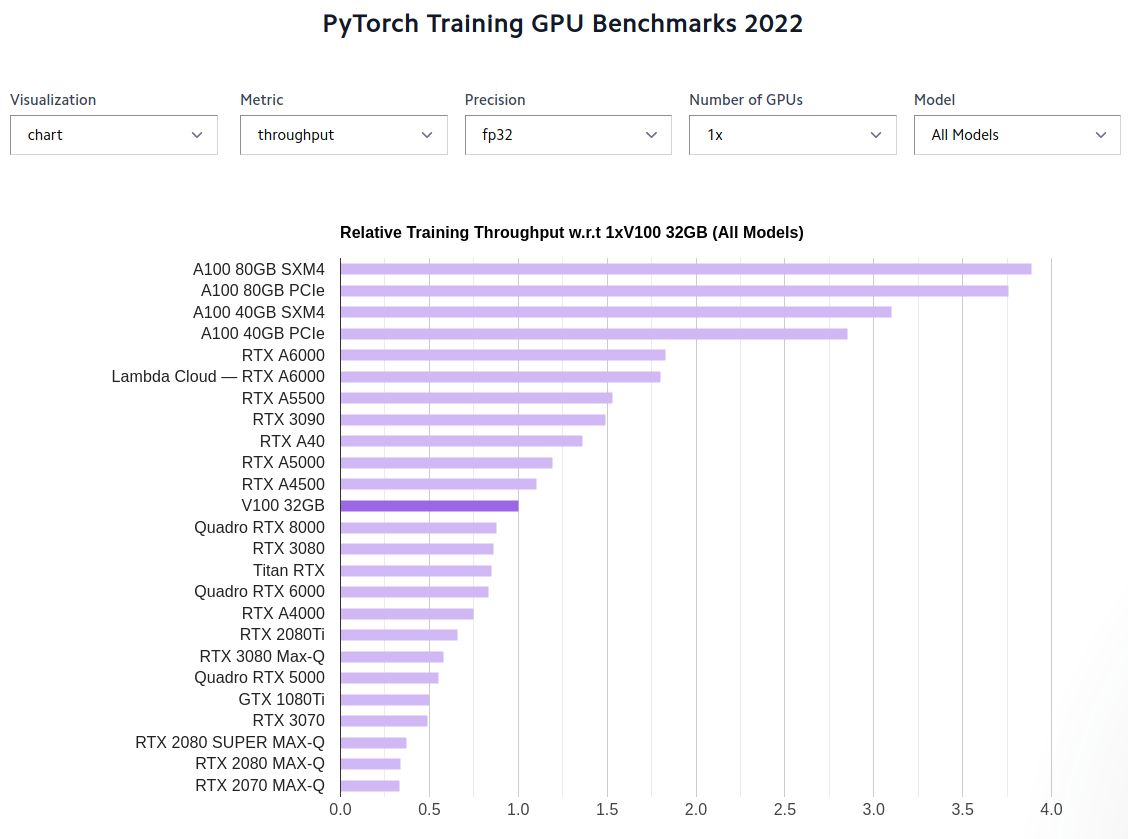 PyTorch Training GPU Benchmarks 2022
Visualization Metric Precision Number of GPUs Model
chart throughput fp32 1x All Models
Relative Training Throughput w.r.t 1xV100 32GB (All Models)
A100 80GB SXM4
A100 80GB PCIe
A100 40GB SXM4
A100 40GB PCIe
RTX A6000
Lambda Cloud — RTX A6000
RTX A5500
RTX 3090
RTX A40
RTX A5000
RTX A4500
V100 32GB
Quadro RTX 8000
RTX 3080
Titan RTX
Quadro RTX 6000
RTX A4000
RTX 2080Ti
RTX 3080 Max-Q
Quadro RTX 5000
GTX 1080Ti
RTX 3070
RTX 2080 SUPER MAX-Q
RTX 2080 MAX-Q
RTX 2070 MAX-Q
0.0 0.5 1.0 1.5 2.0 2.5 3.0 3.5 4.0